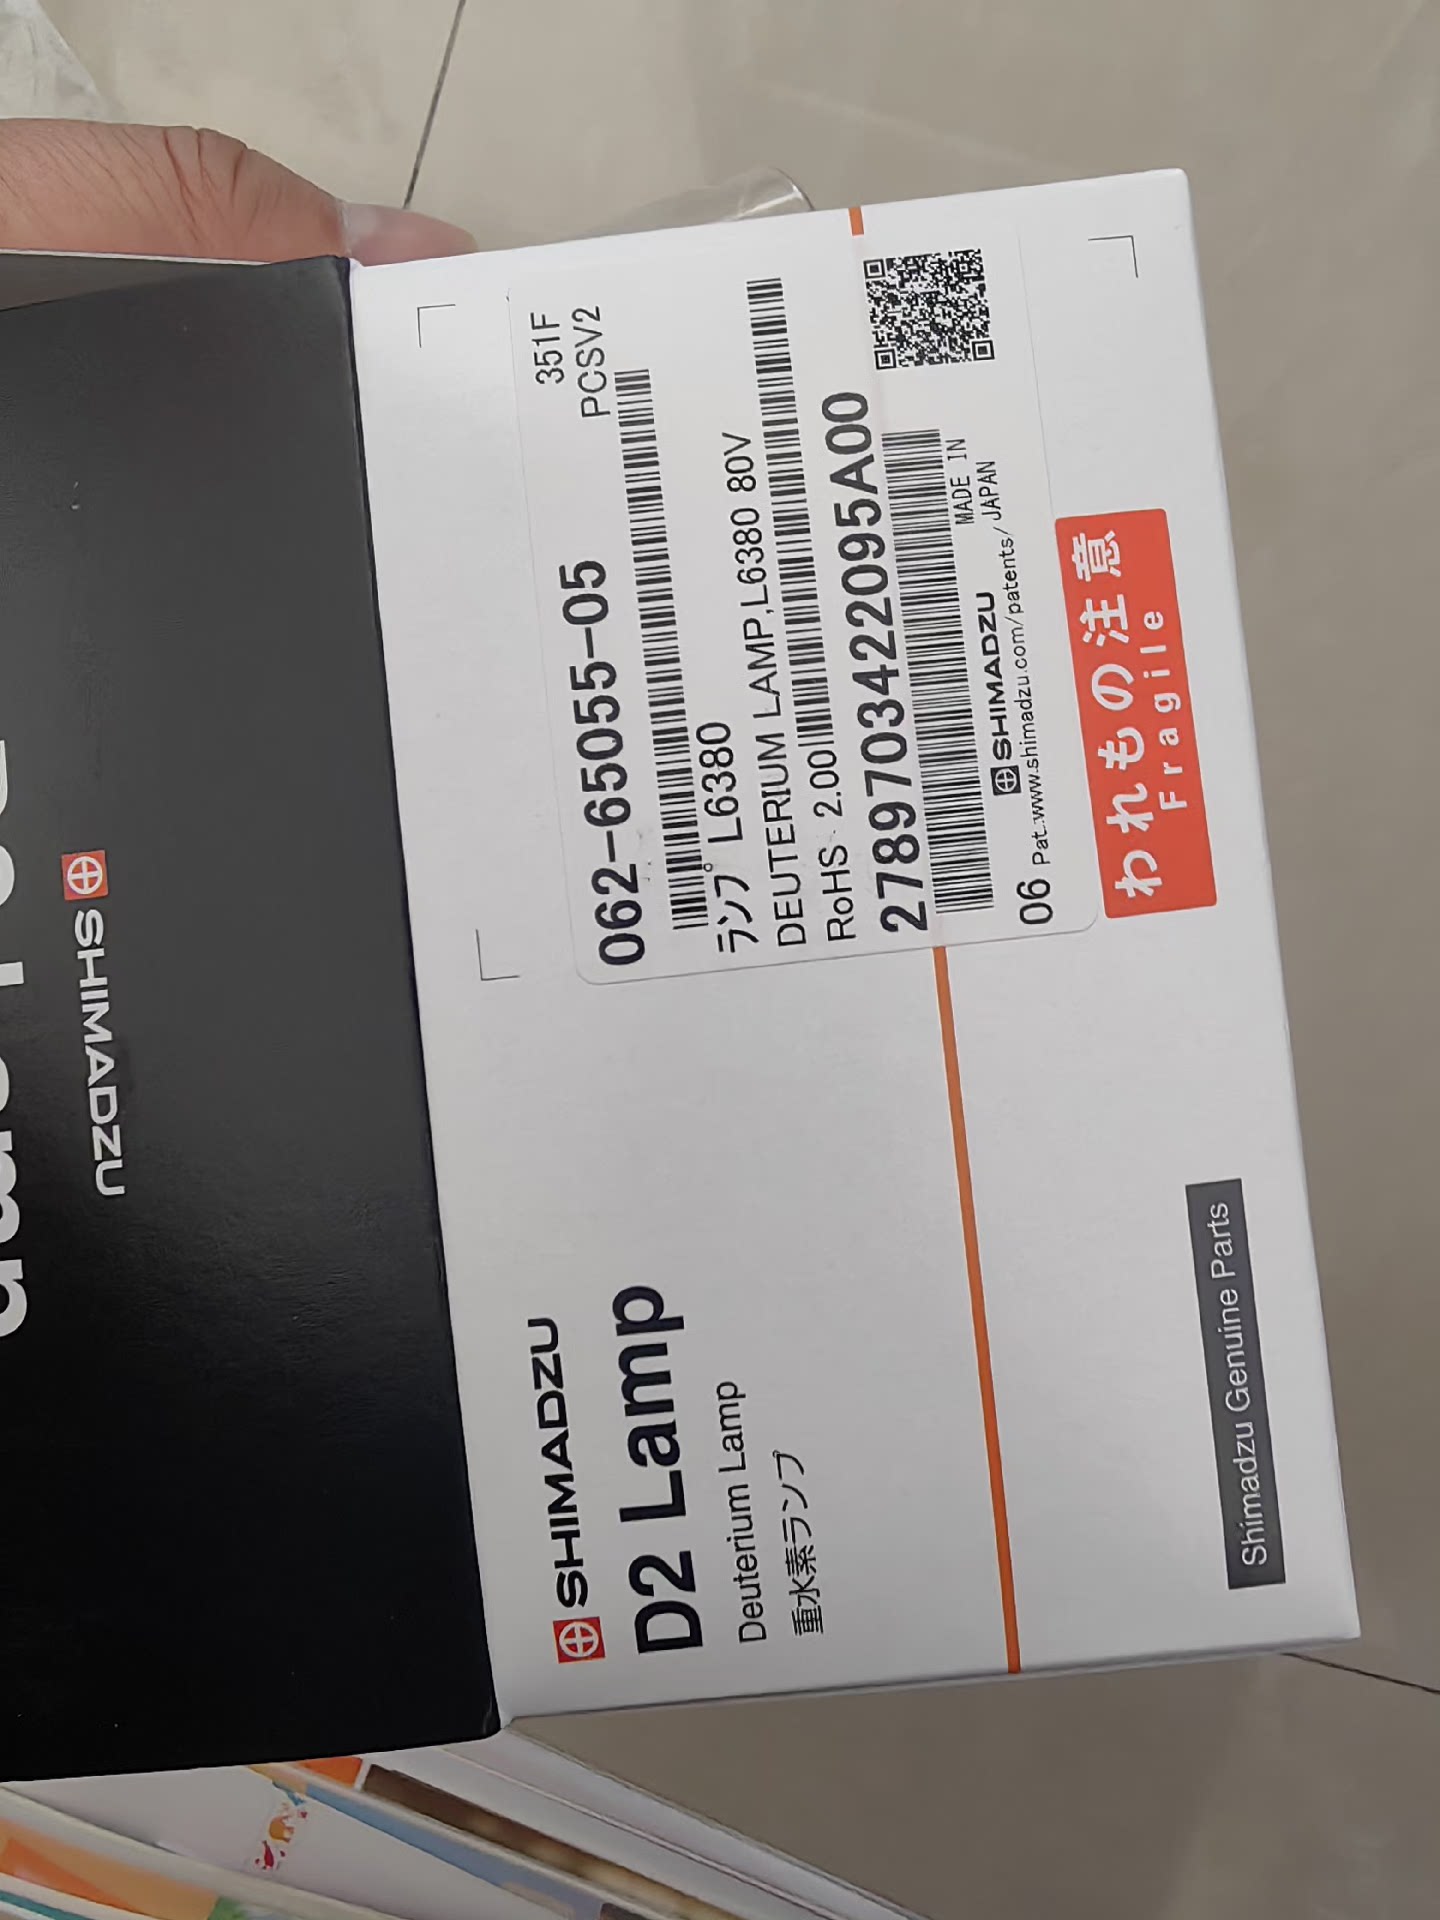 SHIMADZU
SHIMADZU
D2 Lamp
Deuterium Lamp
重水素ランプ
351F
PCSV2
062-65055-05
ランプ L6380
DEUTERIUM LAMP,L6380 80V
RoHS 2.00
27897034220​95A00
MADE IN
JAPAN
SHIMADZU
06 Pat.:www.shimadzu.com/patents/
われもの注意
Fragile
Shimadzu Genuine Parts